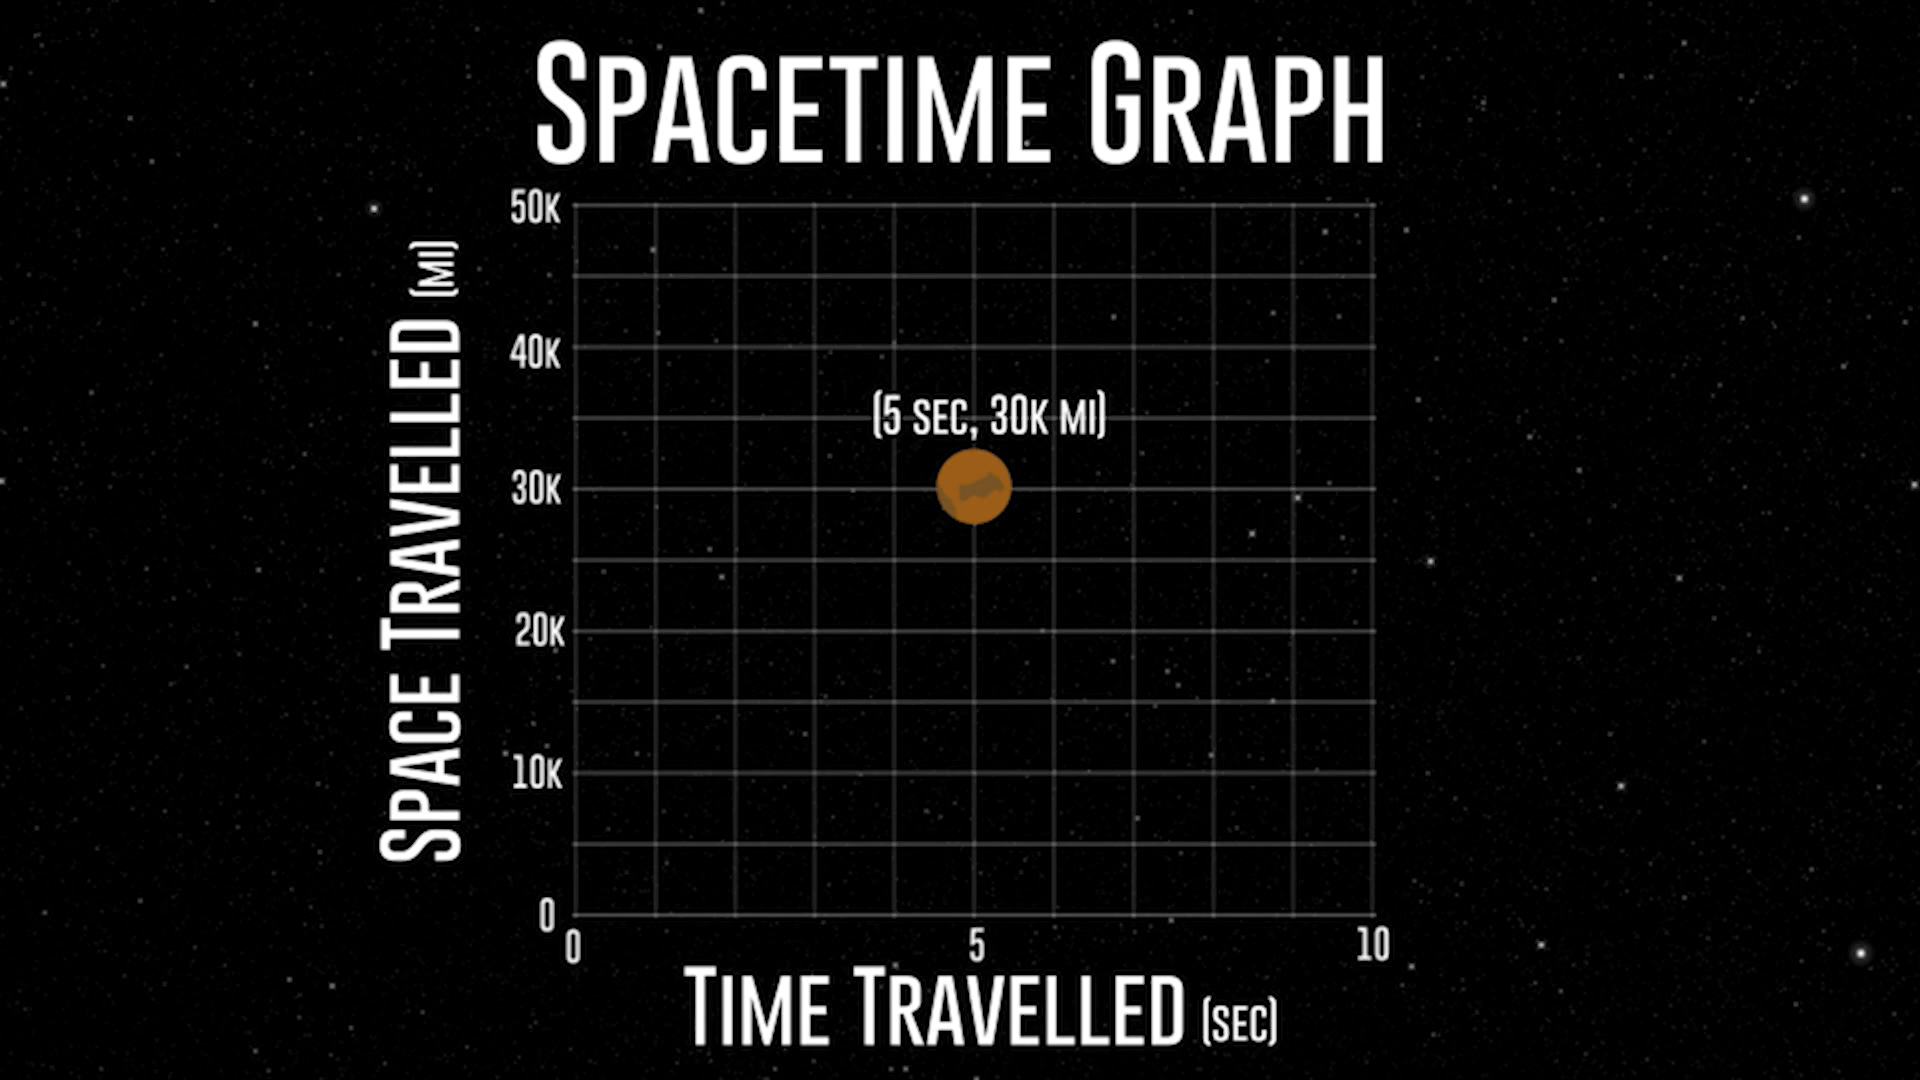 SPACETIME GRAPH
50K
40K
30K
20K
10K
0
SPACE TRAVELLED (MI)
(5 SEC, 30K MI)
0 5 10
TIME TRAVELLED (SEC)